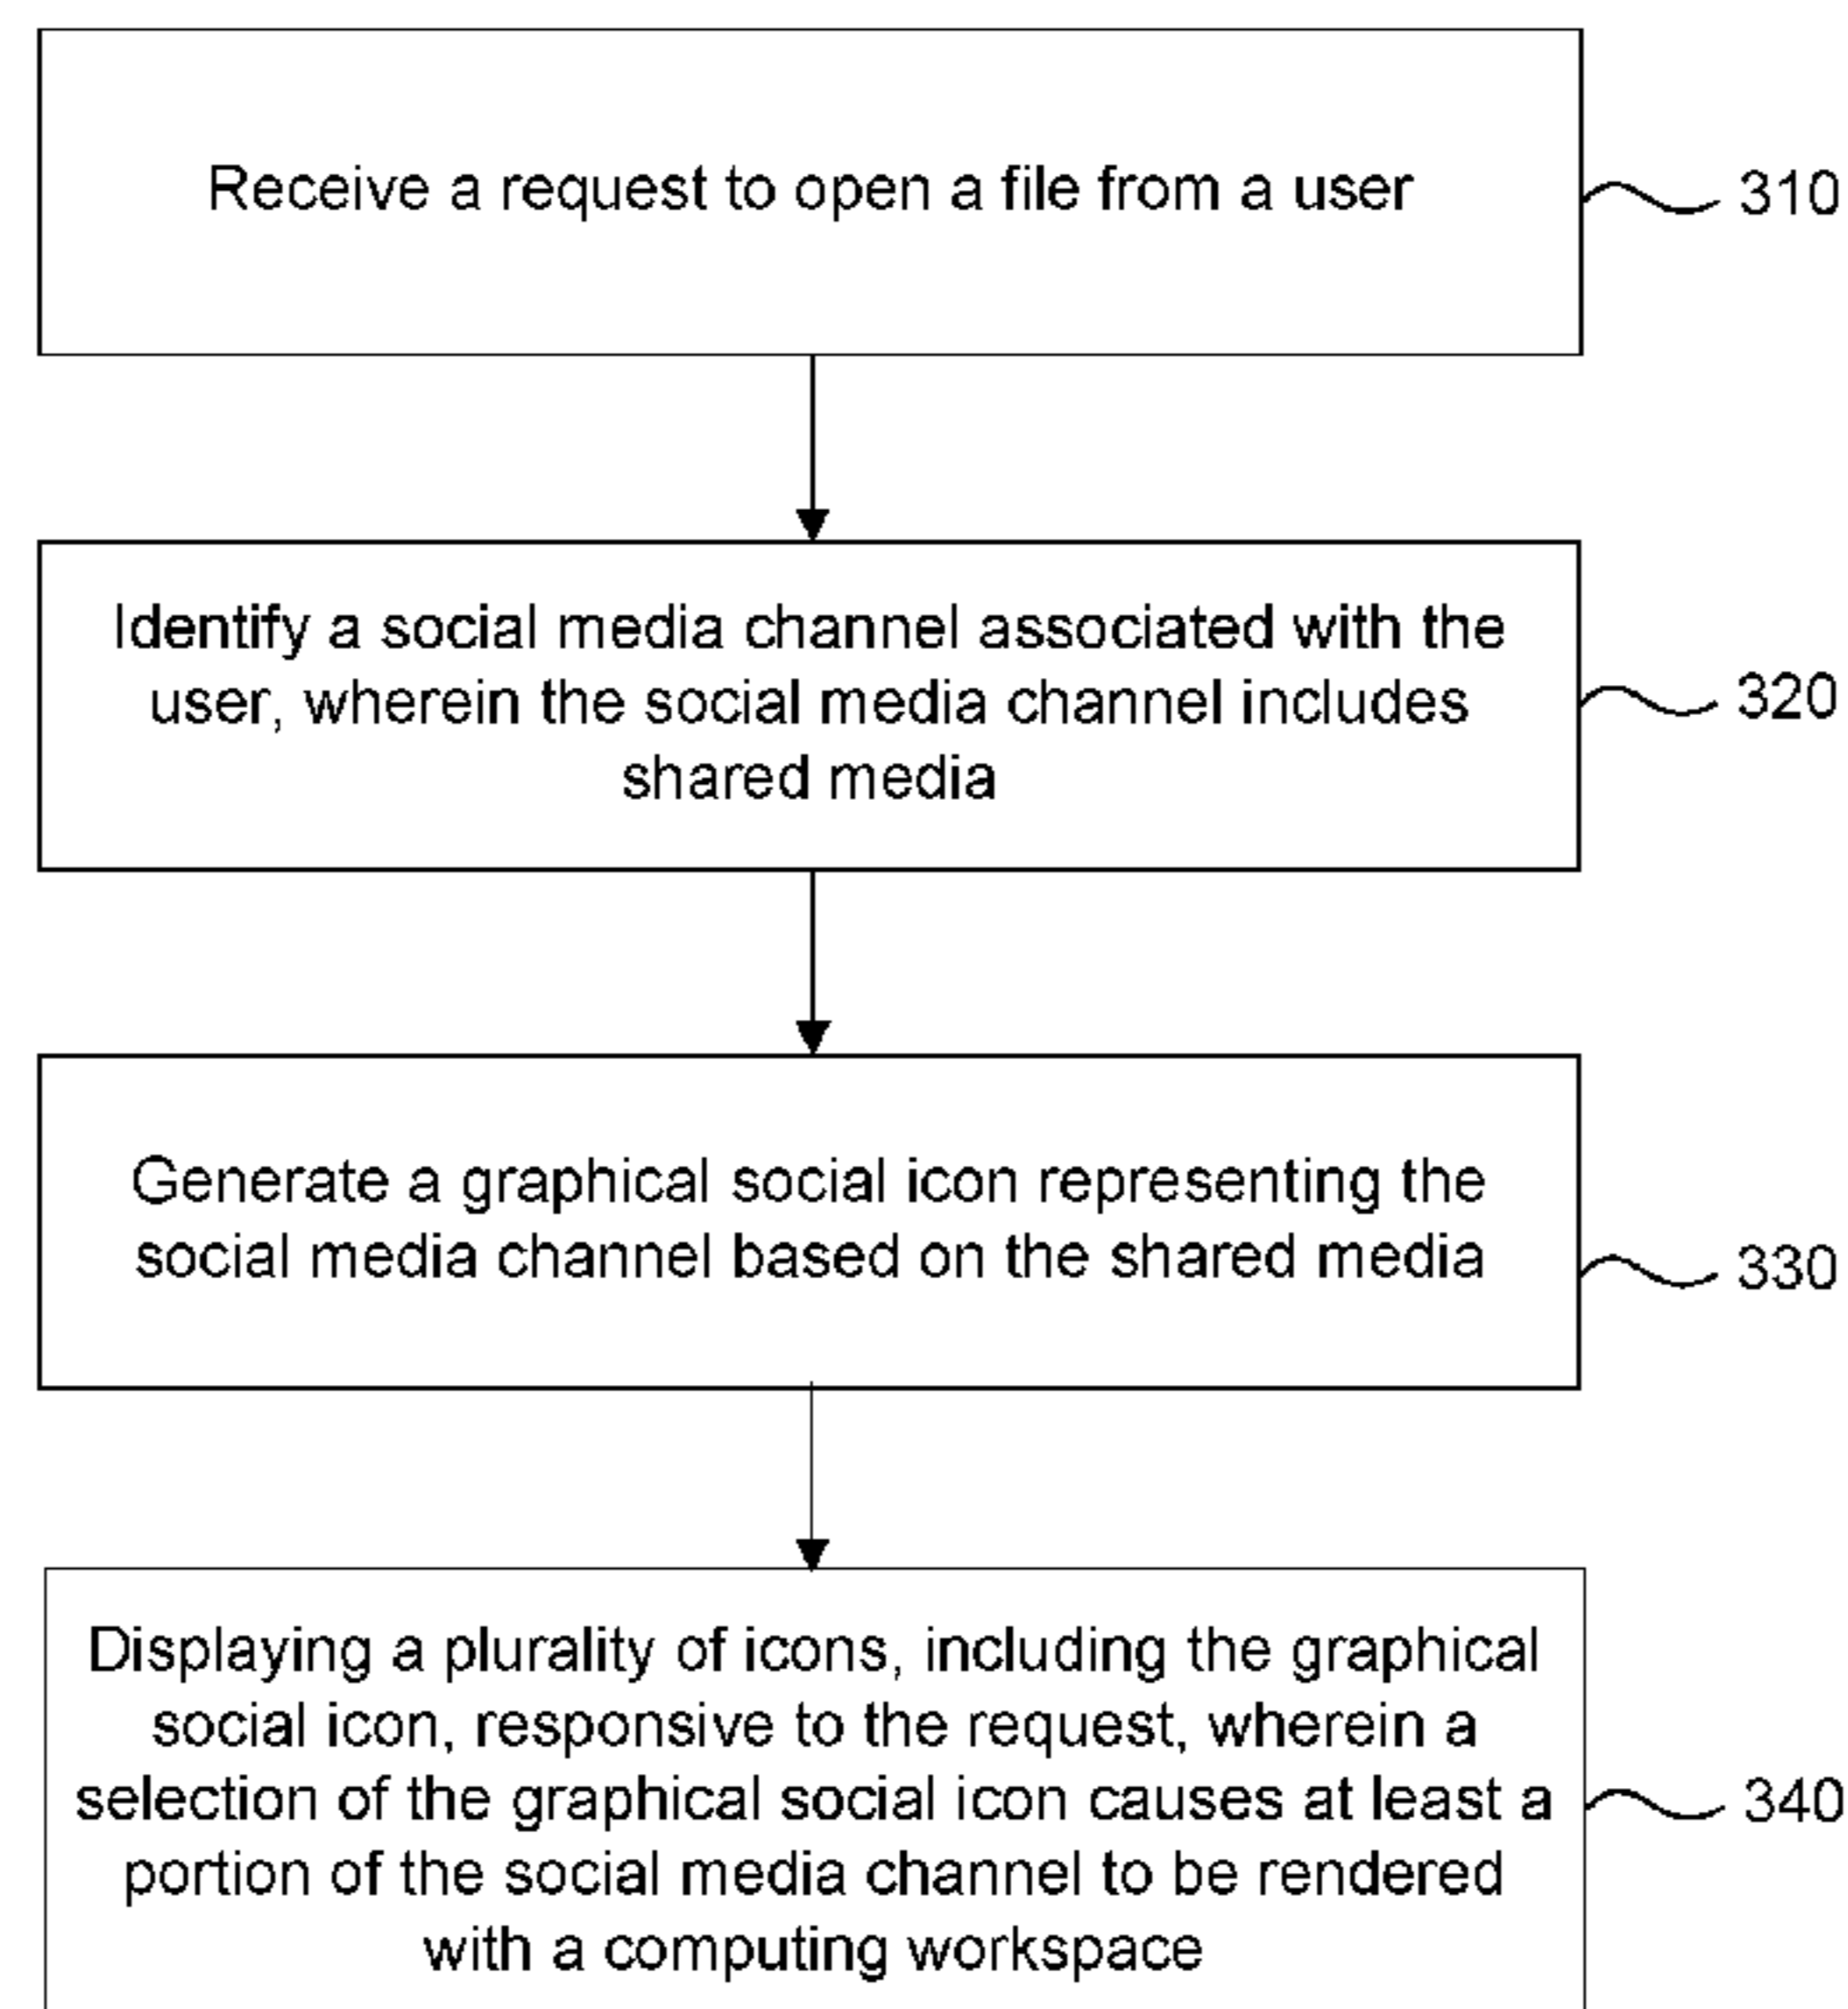 Receive a request to open a file from a user
310
Identify a social media channel associated with the
user, wherein the social media channel includes
shared media
320
Generate a graphical social icon representing the
social media channel based on the shared media
330
Displaying a plurality of icons, including the graphical
social icon, responsive to the request, wherein a
selection of the graphical social icon causes at least a
portion of the social media channel to be rendered
with a computing workspace
340